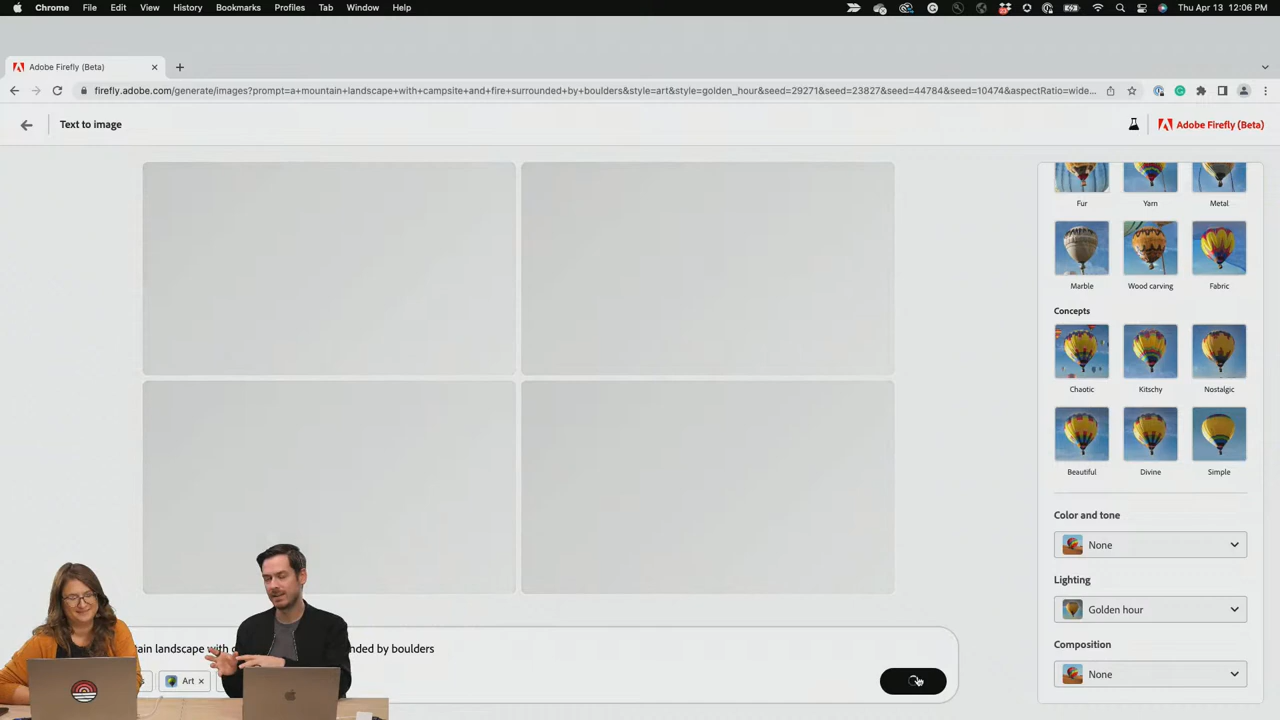 Chrome File Edit View History Bookmarks Profiles Tab Window Help Thu Apr 13 12:06 PM
Adobe Firefly (Beta)
firefly.adobe.com/generate/images?prompt=a+mountain+landscape+with+campsite+and+fire+surrounded+by+boulders&style=art&style=golden_hour&seed=29271&seed=23827&seed=44784&seed=10474&aspectRatio=wide...
Text to image
Adobe Firefly (Beta)
Fur Yarn Metal
Marble Wood carving Fabric
Concepts
Chaotic Kitschy Nostalgic
Beautiful Divine Simple
Color and tone
None
Lighting
Golden hour
Composition
None
tain landscape with c nded by boulders
s Art